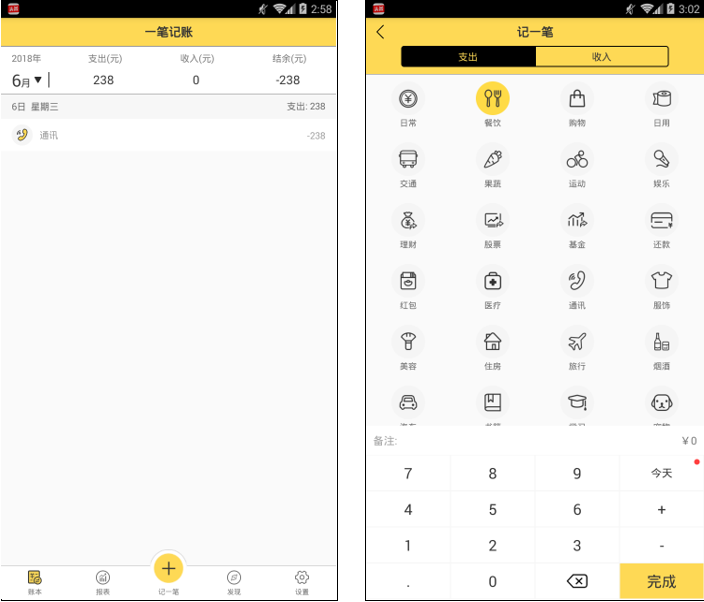 2:58
一笔记账
2018年 支出(元) 收入(元) 结余(元)
6月 238 0 -238
6日 星期三 支出: 238
通讯 -238
账本 报表 记一笔 发现 设置
3:02
记一笔
支出 收入
日常 餐饮 购物 日用
交通 果蔬 运动 娱乐
理财 股票 基金 还款
红包 医疗 通讯 服饰
美容 住房 旅行 烟酒
备注: ¥0
7 8 9 今天
4 5 6 +
1 2 3 -
. 0 完成